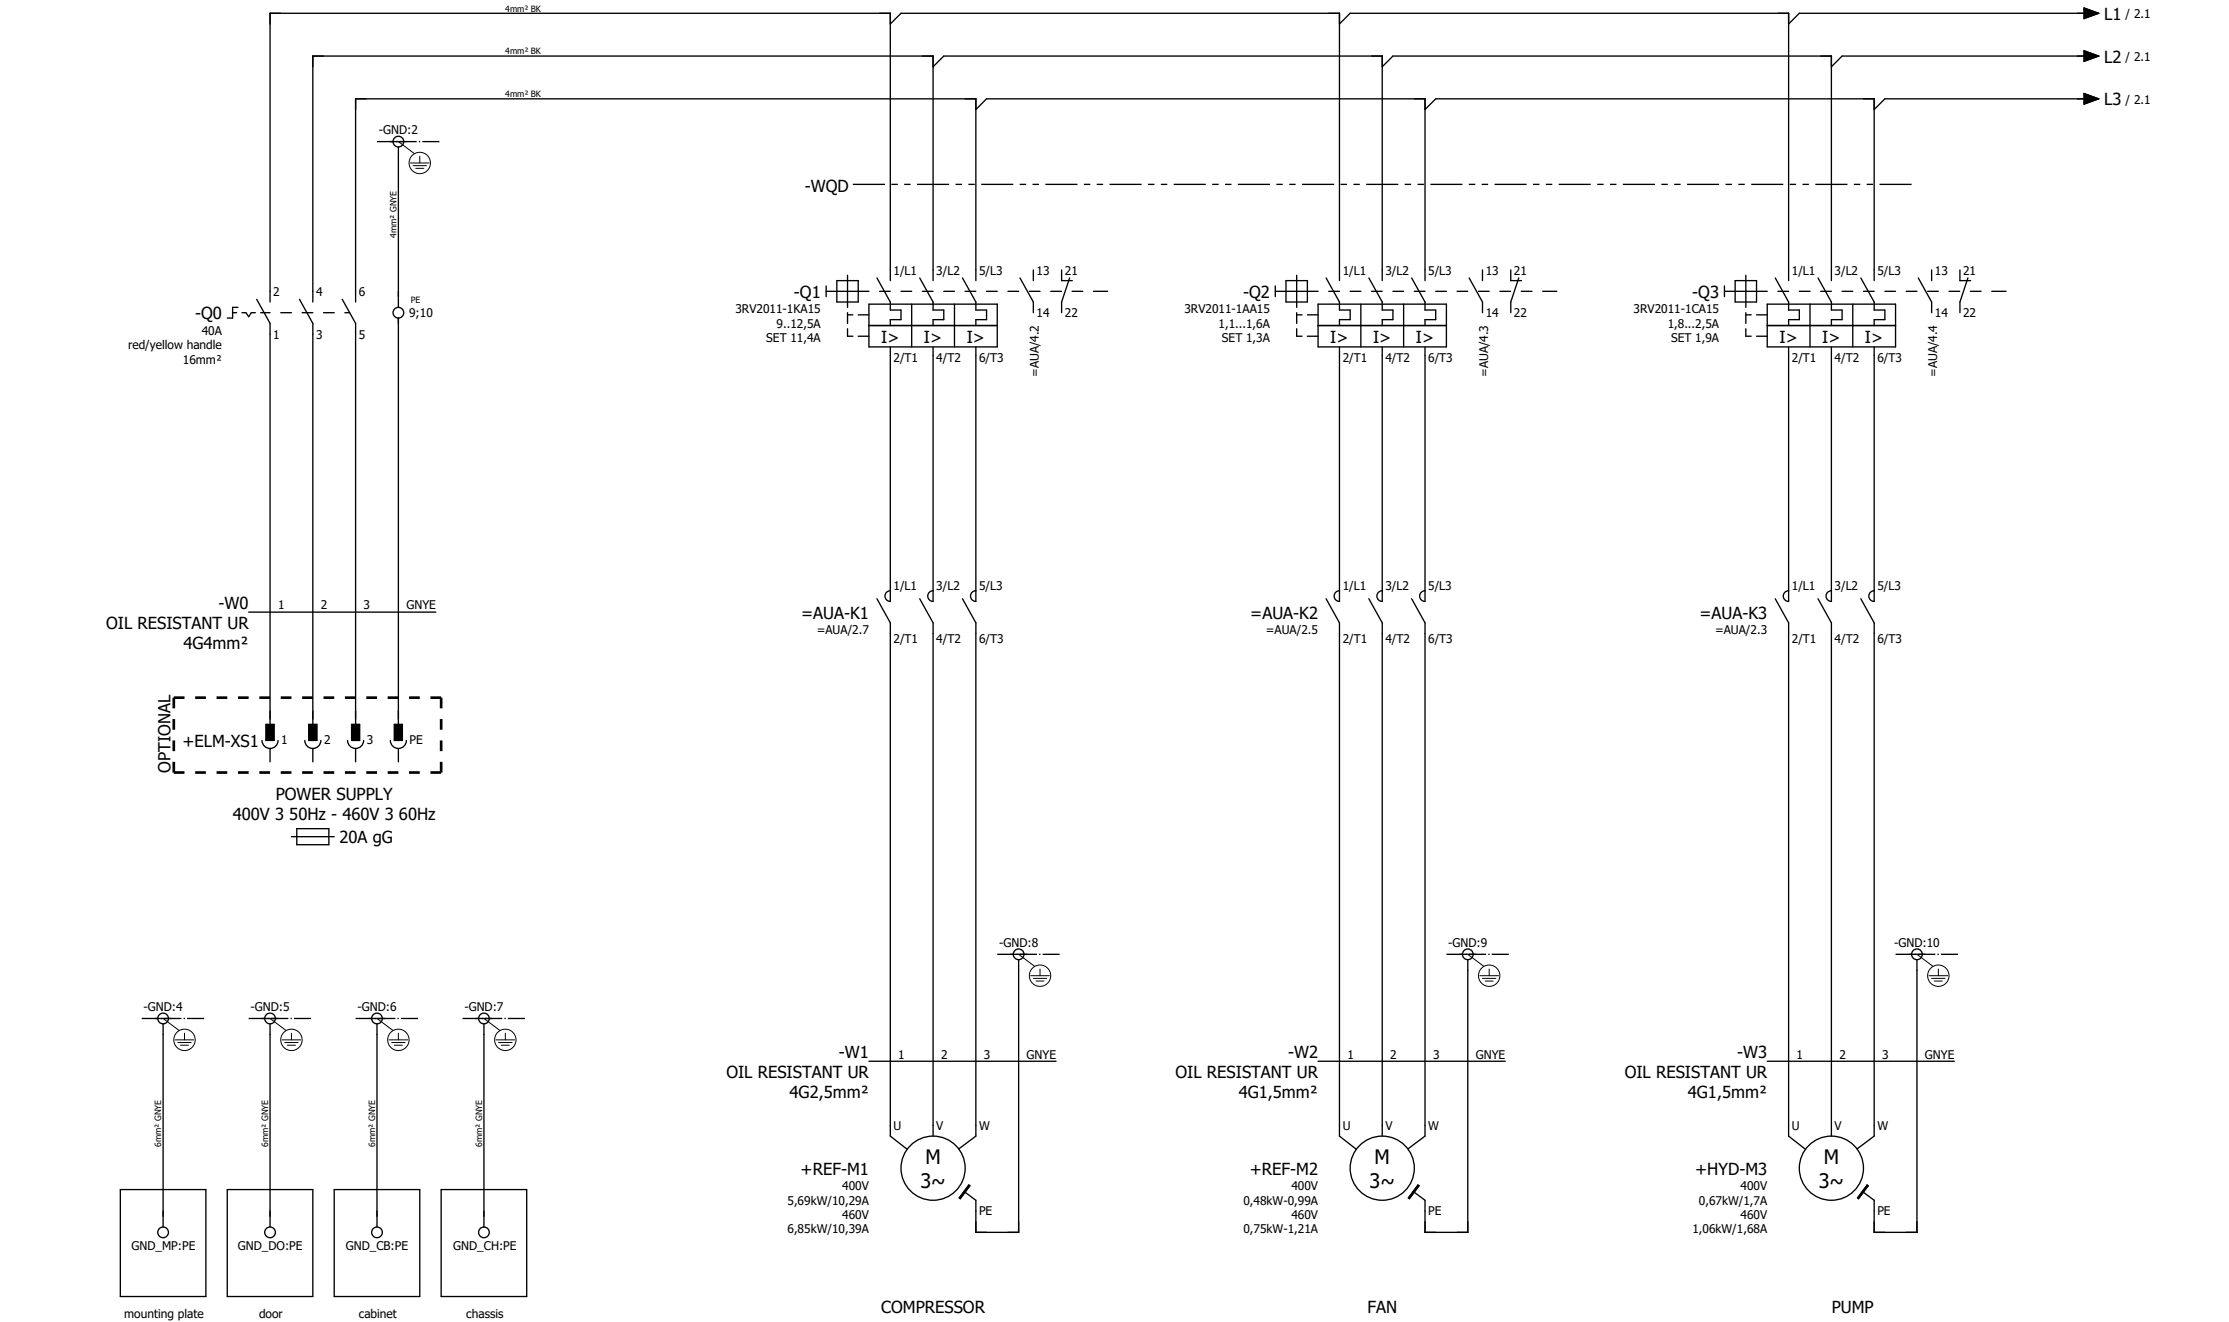 4mm² BK
L1 / 2.1
4mm² BK
L2 / 2.1
4mm² BK
L3 / 2.1
-GND:2
4mm² GNYE
-WQD
-Q0
40A
red/yellow handle
16mm²
2 4 6
1 3 5
PE
9;10
-Q1
3RV2011-1KA15
9..12,5A
SET 11,4A
1/L1 3/L2 5/L3 13 21
14 22
2/T1 4/T2 6/T3
=AUA/4.2
-Q2
3RV2011-1AA15
1,1...1,6A
SET 1,3A
1/L1 3/L2 5/L3 13 21
14 22
2/T1 4/T2 6/T3
=AUA/4.3
-Q3
3RV2011-1CA15
1,8...2,5A
SET 1,9A
1/L1 3/L2 5/L3 13 21
14 22
2/T1 4/T2 6/T3
=AUA/4.4
I> I> I>
I> I> I>
I> I> I>
-W0
OIL RESISTANT UR
4G4mm²
1 2 3 GNYE
=AUA-K1
=AUA/2.7
1/L1 3/L2 5/L3
2/T1 4/T2 6/T3
=AUA-K2
=AUA/2.5
1/L1 3/L2 5/L3
2/T1 4/T2 6/T3
=AUA-K3
=AUA/2.3
1/L1 3/L2 5/L3
2/T1 4/T2 6/T3
OPTIONAL
+ELM-XS1 1 2 3 PE
POWER SUPPLY
400V 3 50Hz - 460V 3 60Hz
20A gG
-GND:4
6mm² GNYE
GND_MP:PE
mounting plate
-GND:5
6mm² GNYE
GND_DO:PE
door
-GND:6
6mm² GNYE
GND_CB:PE
cabinet
-GND:7
6mm² GNYE
GND_CH:PE
chassis
-GND:8
-W1
OIL RESISTANT UR
4G2,5mm²
1 2 3 GNYE
U V W
M
3~
PE
+REF-M1
400V
5,69kW/10,29A
460V
6,85kW/10,39A
COMPRESSOR
-GND:9
-W2
OIL RESISTANT UR
4G1,5mm²
1 2 3 GNYE
U V W
M
3~
PE
+REF-M2
400V
0,48kW-0,99A
460V
0,75kW-1,21A
FAN
-GND:10
-W3
OIL RESISTANT UR
4G1,5mm²
1 2 3 GNYE
U V W
M
3~
PE
+HYD-M3
400V
0,67kW/1,7A
460V
1,06kW/1,68A
PUMP